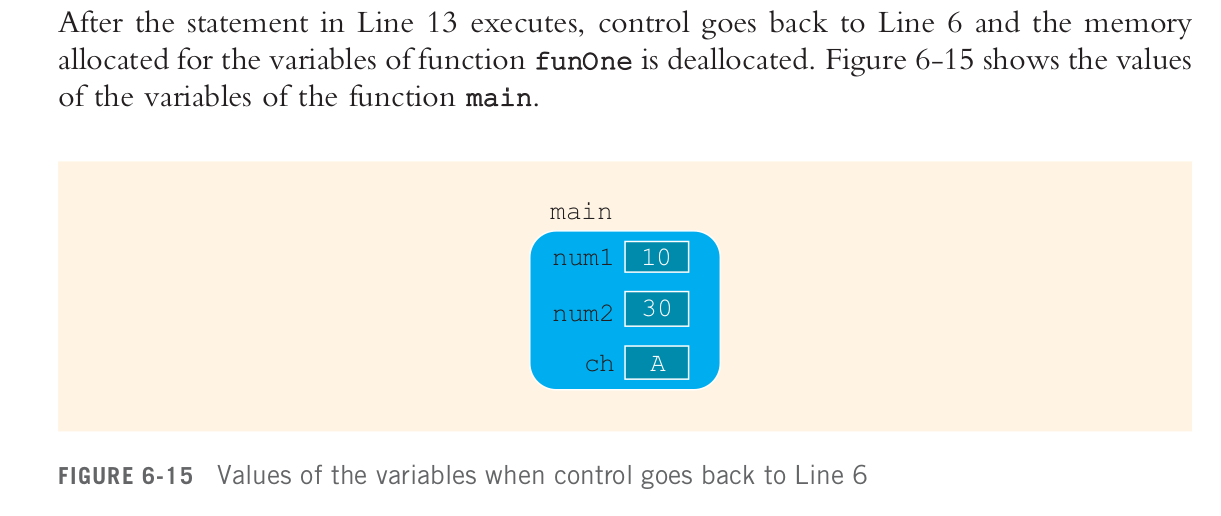 After the statement in Line 13 executes, control goes back to Line 6 and the memory
allocated for the variables of function funOne is deallocated. Figure 6-15 shows the values
of the variables of the function main.
main
num1 10
num2 30
ch A
FIGURE 6-15 Values of the variables when control goes back to Line 6